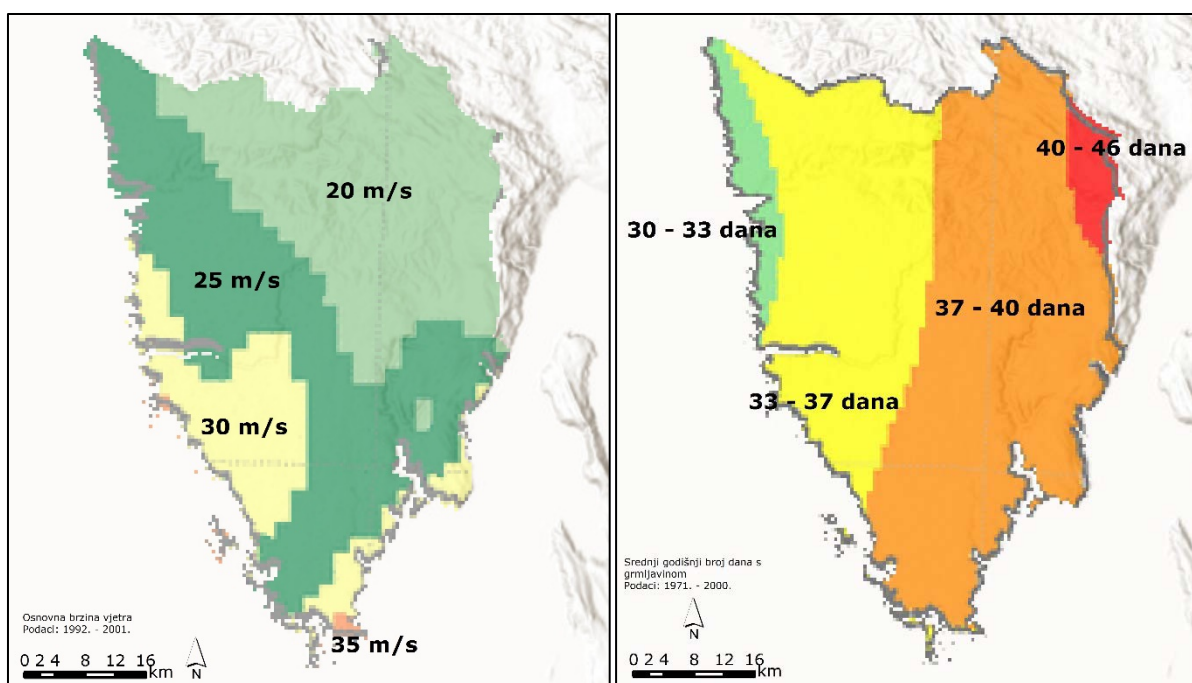 20 m/s
25 m/s
30 m/s
35 m/s
Osnovna brzina vjetra
Podaci: 1992. - 2001.
N
0 2 4 8 12 16
km
40 - 46 dana
30 - 33 dana
37 - 40 dana
33 - 37 dana
Srednji godišnji broj dana s
grmljavinom
Podaci: 1971. - 2000.
N
0 2 4 8 12 16
km